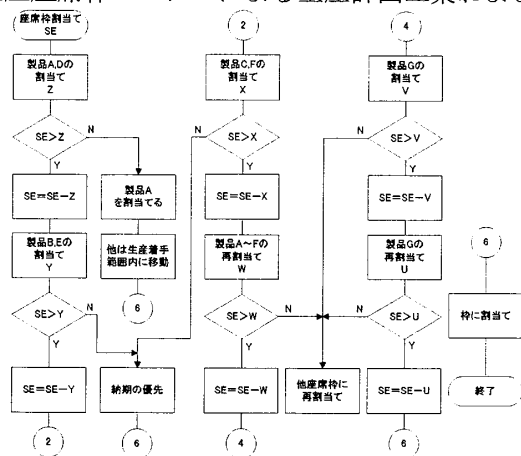 座席枠割当て
SE
製品A,Dの
割当て
Z
SE>Z
N
Y
SE=SE-Z
製品A
を割当てる
製品B,Eの
割当て
Y
他は生産着手
範囲内に移動
6
SE>Y
N
Y
SE=SE-Y
納期の優先
2
6
2
製品C,Fの
割当て
X
SE>X
N
Y
SE=SE-X
製品A~Fの
再割当て
W
SE>W
N
Y
SE=SE-W
他座席枠に
再割当て
4
4
製品Gの
割当て
V
SE>V
N
Y
SE=SE-V
製品Gの
再割当て
U
SE>U
N
Y
SE=SE-U
6
6
枠に割当て
終了